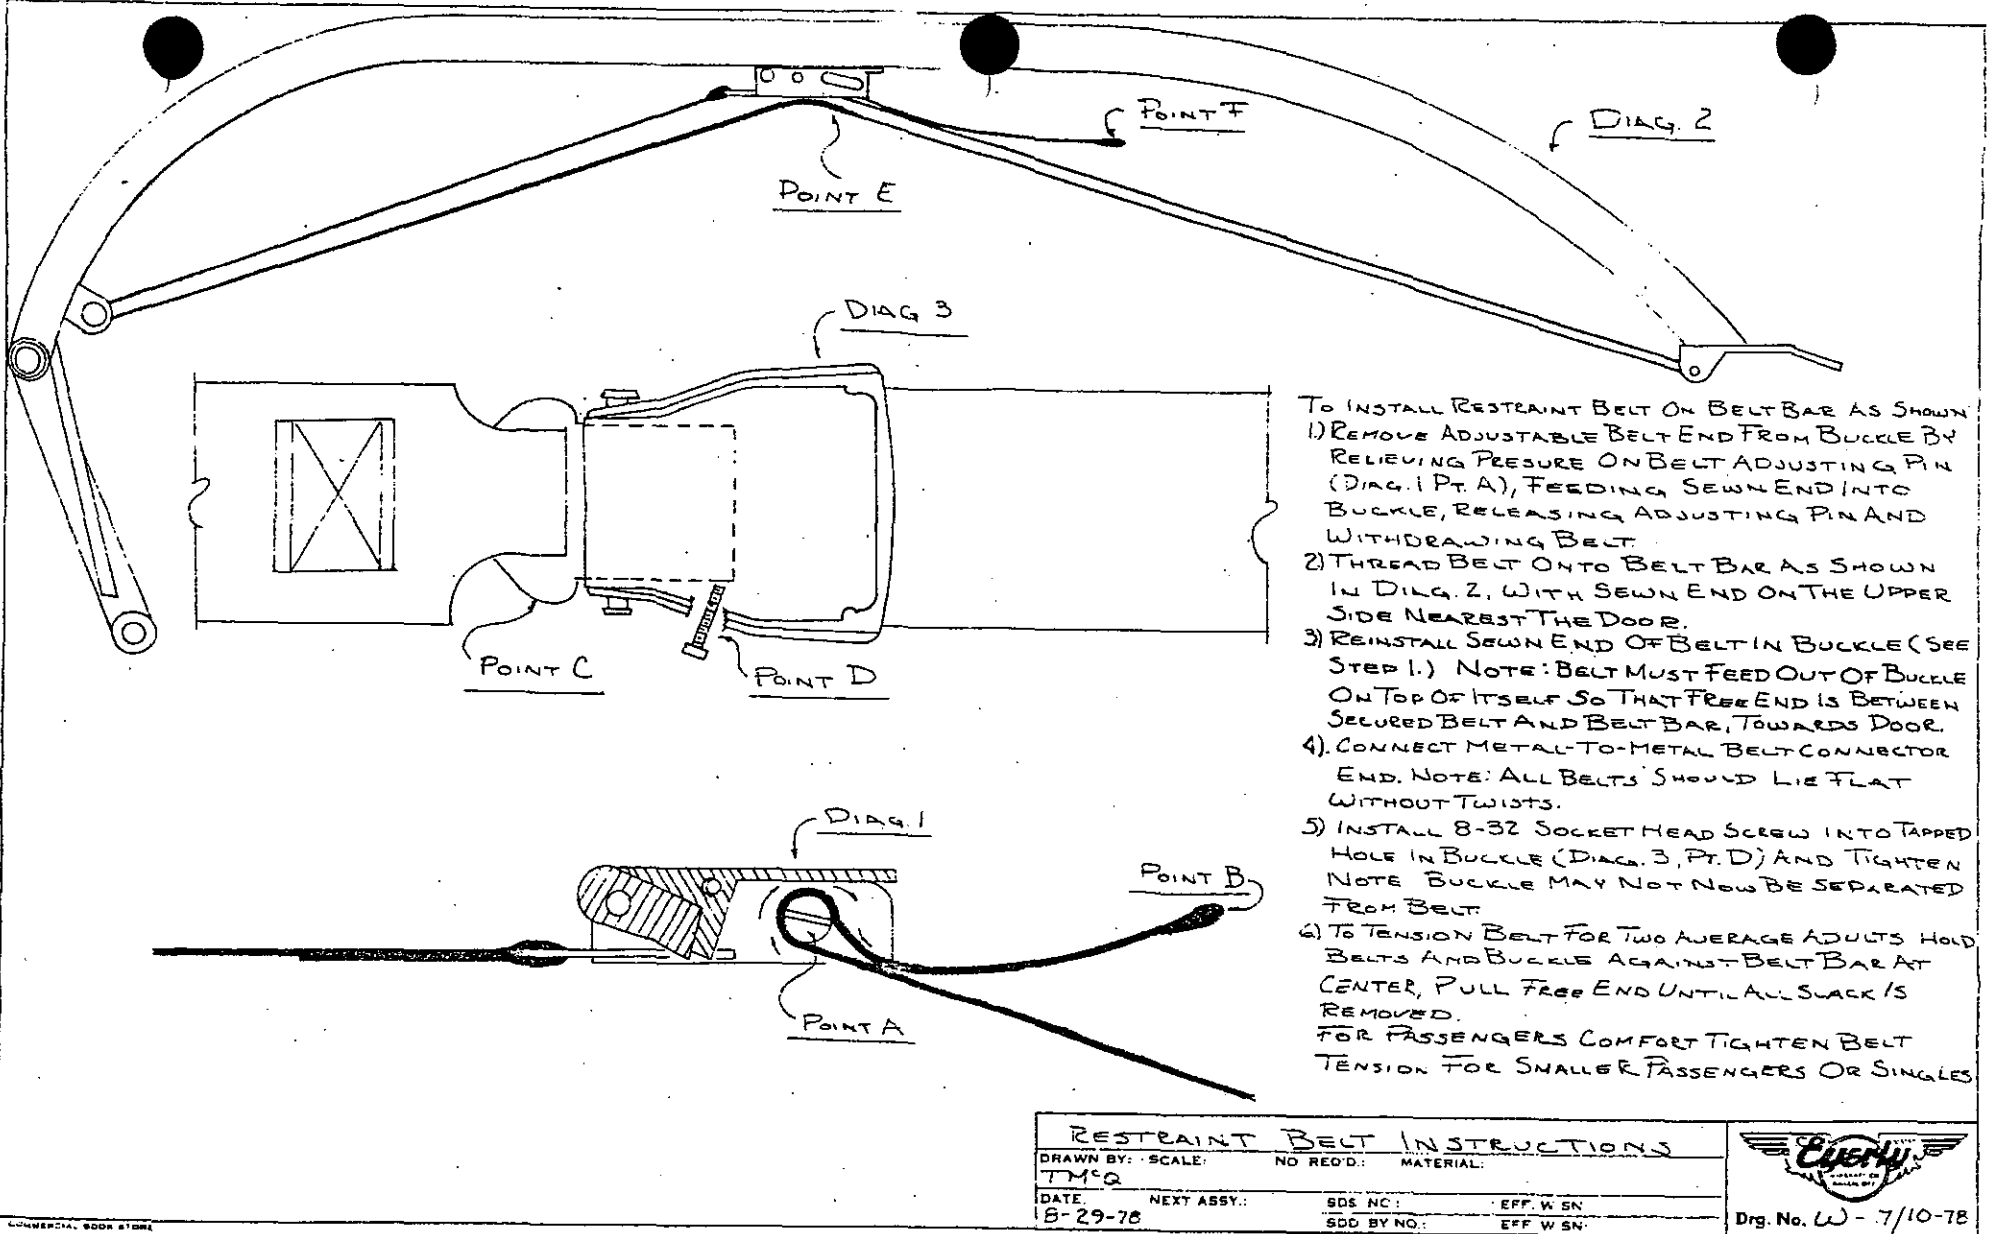 POINT F
DIAG. 2
POINT E
DIAG 3
TO INSTALL RESTRAINT BELT ON BELT BAR AS SHOWN
1) REMOVE ADJUSTABLE BELT END FROM BUCKLE BY
RELIEVING PRESURE ON BELT ADJUSTING PIN
(DIAG. 1 PT. A), FEEDING SEWN END INTO
BUCKLE, RELEASING ADJUSTING PIN AND
WITHDRAWING BELT.
2) THREAD BELT ONTO BELT BAR AS SHOWN
IN DIAG. 2, WITH SEWN END ON THE UPPER
SIDE NEAREST THE DOOR.
3) REINSTALL SEWN END OF BELT IN BUCKLE (SEE
STEP 1.) NOTE: BELT MUST FEED OUT OF BUCKLE
ON TOP OF ITSELF SO THAT FREE END IS BETWEEN
SECURED BELT AND BELT BAR, TOWARDS DOOR.
4). CONNECT METAL-TO-METAL BELT CONNECTOR
END. NOTE: ALL BELTS SHOULD LIE FLAT
WITHOUT TWISTS.
5) INSTALL 8-32 SOCKET HEAD SCREW INTO TAPPED
HOLE IN BUCKLE (DIAG. 3, PT. D) AND TIGHTEN
NOTE BUCKLE MAY NOT NOW BE SEPARATED
FROM BELT.
6) TO TENSION BELT FOR TWO AVERAGE ADULTS HOLD
BELTS AND BUCKLE AGAINST BELT BAR AT
CENTER, PULL FREE END UNTIL ALL SLACK IS
REMOVED.
FOR PASSENGERS COMFORT TIGHTEN BELT
TENSION FOR SMALLER PASSENGERS OR SINGLES
POINT C
POINT D
DIAG. 1
POINT B
POINT A
RESTRAINT BELT INSTRUCTIONS
DRAWN BY: SCALE: NO REQ'D.: MATERIAL:
TMcQ
DATE. NEXT ASSY.: SDS NC: EFF. W SN
8-29-78
SDD BY NO.: EFF W SN
Eyerly
Drg. No. W - 7/10-78
COMMERCIAL BOOK STORE